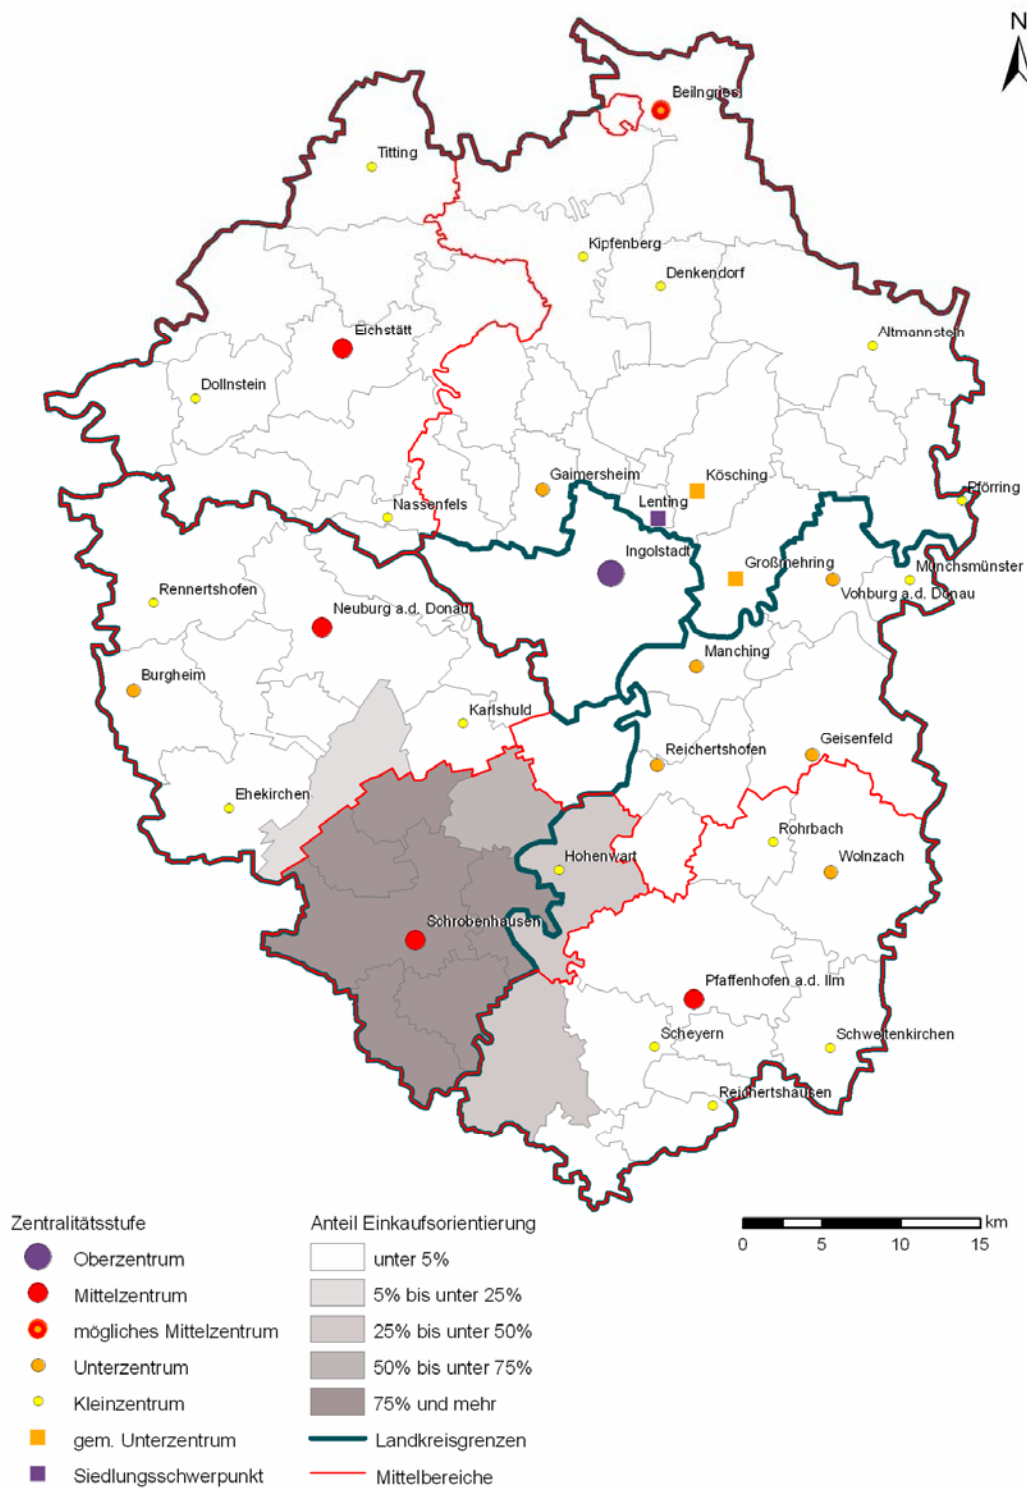 N
Beilngries
Titting
Kipfenberg
Denkendorf
Eichstätt
Altmannstein
Dollnstein
Gaimersheim
Kösching
Lenting
Pförring
Nassenfels
Ingolstadt
Großmehring
Münchsmünster
Vohburg a.d. Donau
Rennertshofen
Neuburg a.d. Donau
Manching
Burgheim
Karlshuld
Reichertshofen
Geisenfeld
Ehekirchen
Rohrbach
Hohenwart
Wolnzach
Schrobenhausen
Pfaffenhofen a.d. Ilm
Scheyern
Schweitenkirchen
Reichertshausen
Zentralitätsstufe
Oberzentrum
Mittelzentrum
mögliches Mittelzentrum
Unterzentrum
Kleinzentrum
gem. Unterzentrum
Siedlungsschwerpunkt
Anteil Einkaufsorientierung
unter 5%
5% bis unter 25%
25% bis unter 50%
50% bis unter 75%
75% und mehr
Landkreisgrenzen
Mittelbereiche
km
0 5 10 15